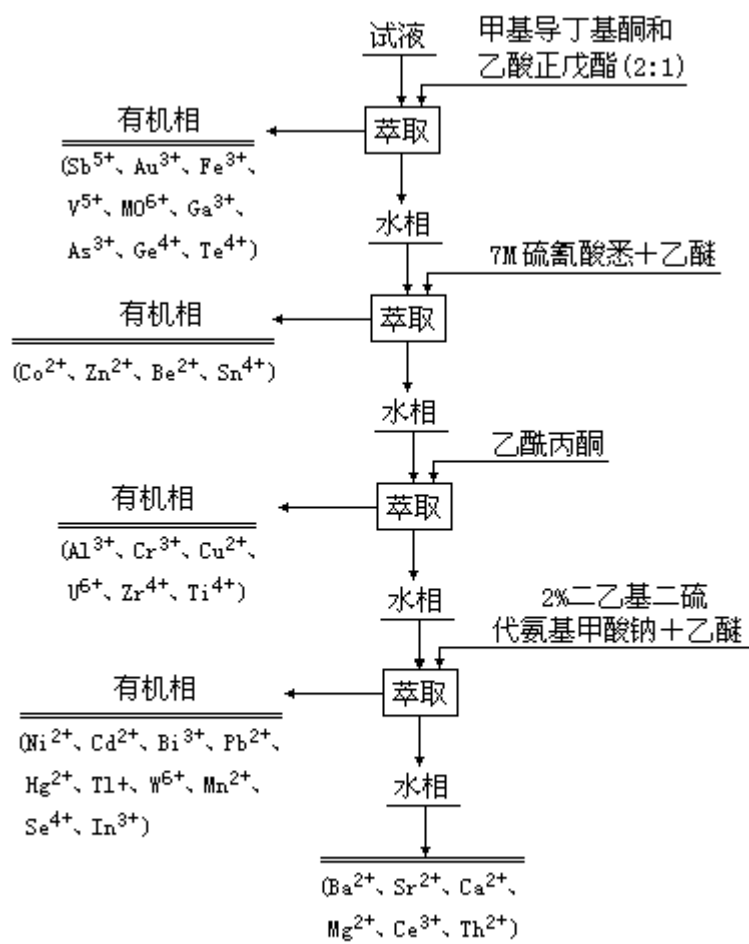 试液
甲基导丁基酮和
乙酸正戊酯(2:1)
萃取
有机相
(Sb⁵⁺、Au³⁺、Fe³⁺、
V⁵⁺、MO⁶⁺、Ga³⁺、
As³⁺、Ge⁴⁺、Te⁴⁺)
水相
7M硫氰酸悉+乙醚
萃取
有机相
(Co²⁺、Zn²⁺、Be²⁺、Sn⁴⁺)
水相
乙酰丙酮
萃取
有机相
(Al³⁺、Cr³⁺、Cu²⁺、
U⁶⁺、Zr⁴⁺、Ti⁴⁺)
水相
2%二乙基二硫
代氨基甲酸钠+乙醚
萃取
有机相
(Ni²⁺、Cd²⁺、Bi³⁺、Pb²⁺、
Hg²⁺、Tl+、W⁶⁺、Mn²⁺、
Se⁴⁺、In³⁺)
水相
(Ba²⁺、Sr²⁺、Ca²⁺、
Mg²⁺、Ce³⁺、Th²⁺)